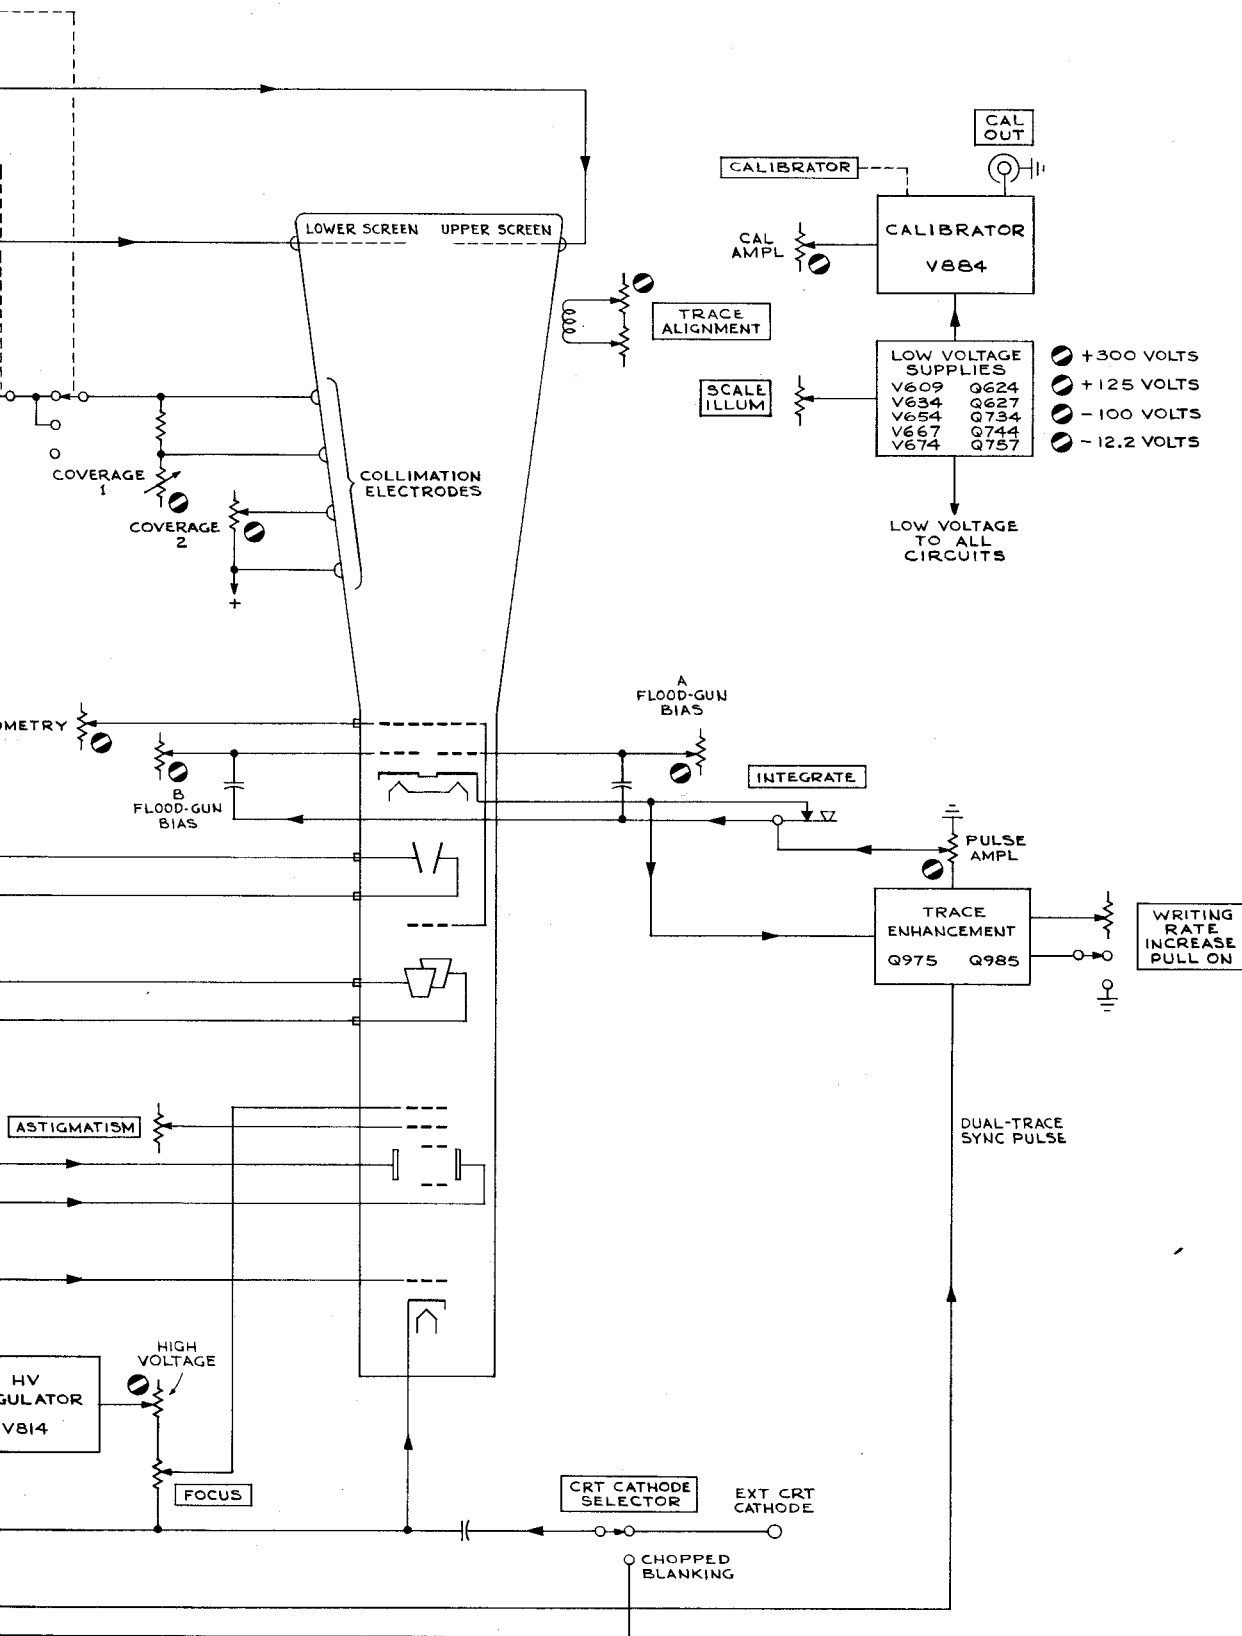 CAL
OUT
CALIBRATOR
LOWER SCREEN UPPER SCREEN
CAL
AMPL
CALIBRATOR
V884
TRACE
ALIGNMENT
SCALE
ILLUM
LOW VOLTAGE
SUPPLIES
V609 Q624
V634 Q627
V654 Q734
V667 Q744
V674 Q757
+300 VOLTS
+125 VOLTS
-100 VOLTS
-12.2 VOLTS
COVERAGE
1
COLLIMATION
ELECTRODES
COVERAGE
2
+
LOW VOLTAGE
TO ALL
CIRCUITS
A
FLOOD-GUN
BIAS
OMETRY
B
FLOOD-GUN
BIAS
INTEGRATE
PULSE
AMPL
TRACE
ENHANCEMENT
Q975 Q985
WRITING
RATE
INCREASE
PULL ON
ASTIGMATISM
DUAL-TRACE
SYNC PULSE
HIGH
VOLTAGE
HV
GULATOR
V814
FOCUS
CRT CATHODE
SELECTOR
EXT CRT
CATHODE
CHOPPED
BLANKING